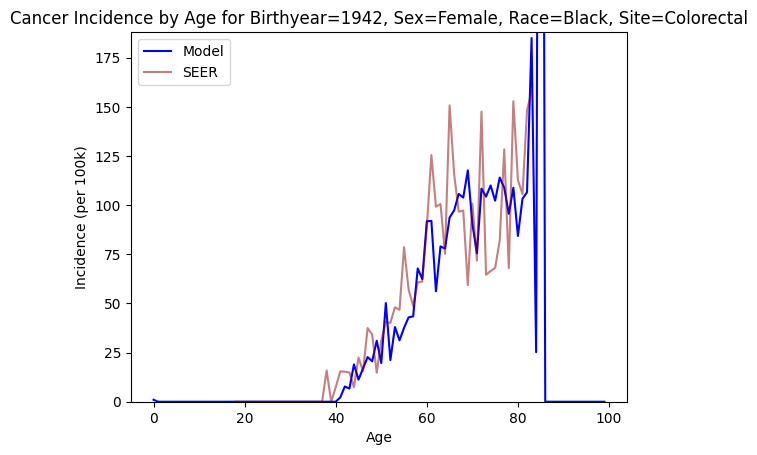 Cancer Incidence by Age for Birthyear=1942, Sex=Female, Race=Black, Site=Colorectal
Model
SEER
175
150
125
100
75
50
25
0
Incidence (per 100k)
0 20 40 60 80 100
Age